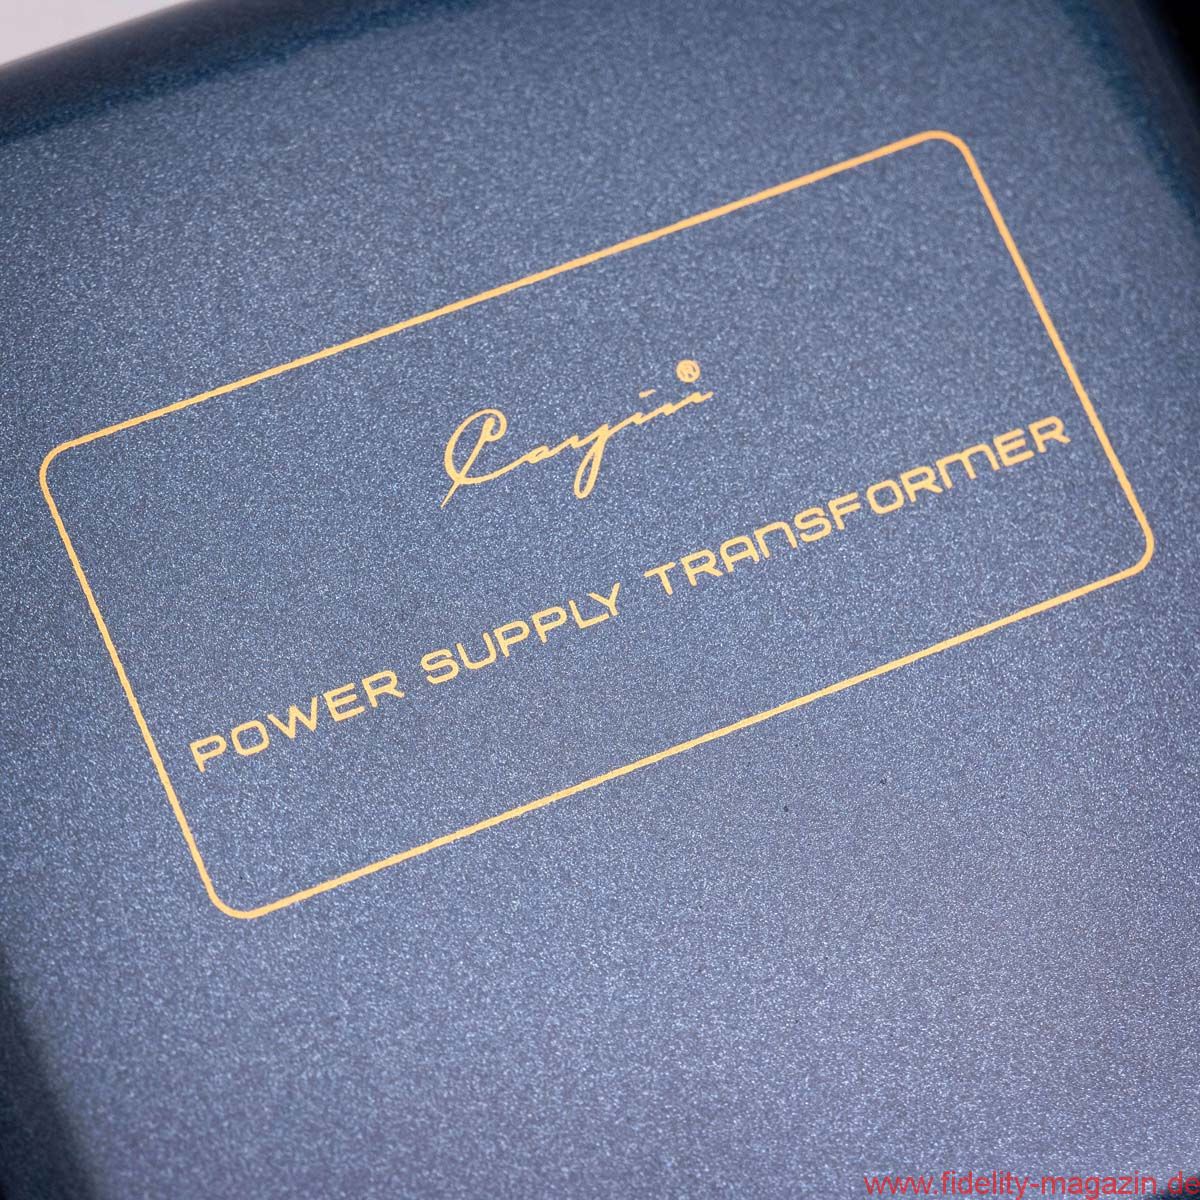 Cayin®
POWER SUPPLY TRANSFORMER
www.fidelity-magazin.de